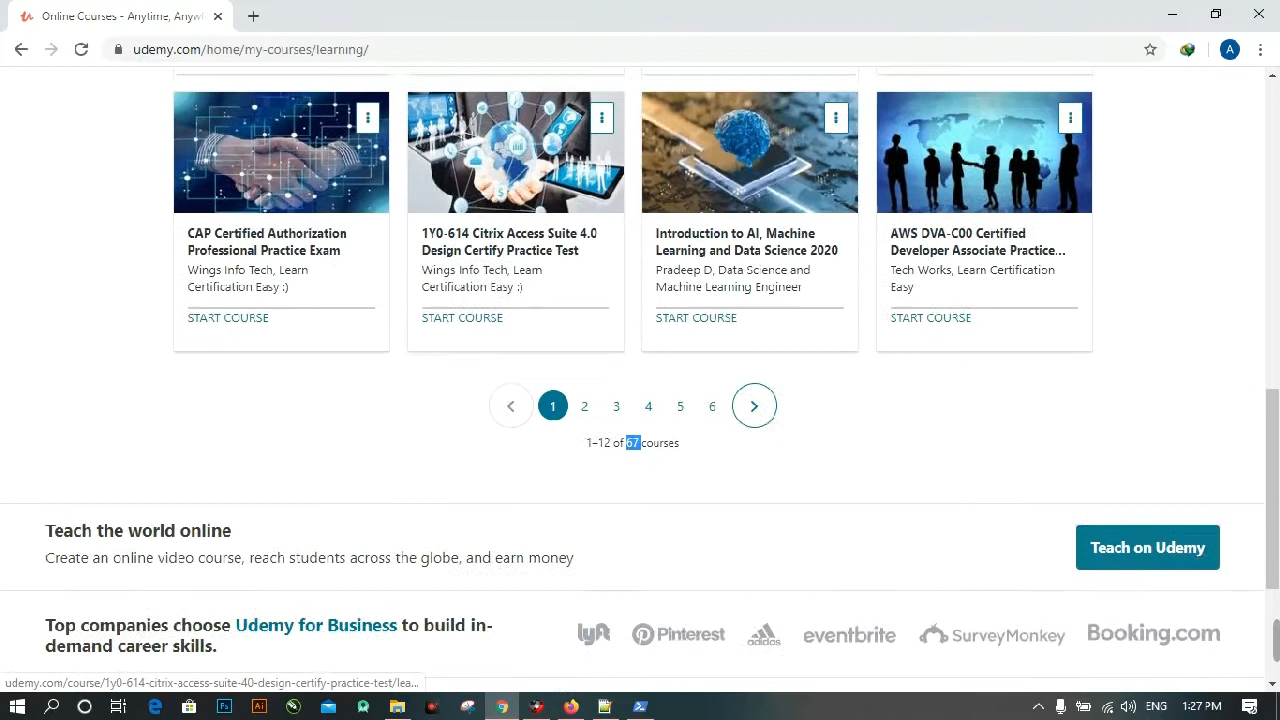 Online Courses - Anytime, Anywh
udemy.com/home/my-courses/learning/
A
CAP Certified Authorization
Professional Practice Exam
Wings Info Tech, Learn
Certification Easy :)
START COURSE
1Y0-614 Citrix Access Suite 4.0
Design Certify Practice Test
Wings Info Tech, Learn
Certification Easy :)
START COURSE
Introduction to AI, Machine
Learning and Data Science 2020
Pradeep D, Data Science and
Machine Learning Engineer
START COURSE
AWS DVA-C00 Certified
Developer Associate Practice...
Tech Works, Learn Certification
Easy
START COURSE
1 2 3 4 5 6
1–12 of 67 courses
Teach the world online
Create an online video course, reach students across the globe, and earn money
Teach on Udemy
Top companies choose Udemy for Business to build in-
demand career skills.
lyft Pinterest adidas eventbrite SurveyMonkey Booking.com
udemy.com/course/1y0-614-citrix-access-suite-40-design-certify-practice-test/lea...
Ps Ai ENG 1:27 PM